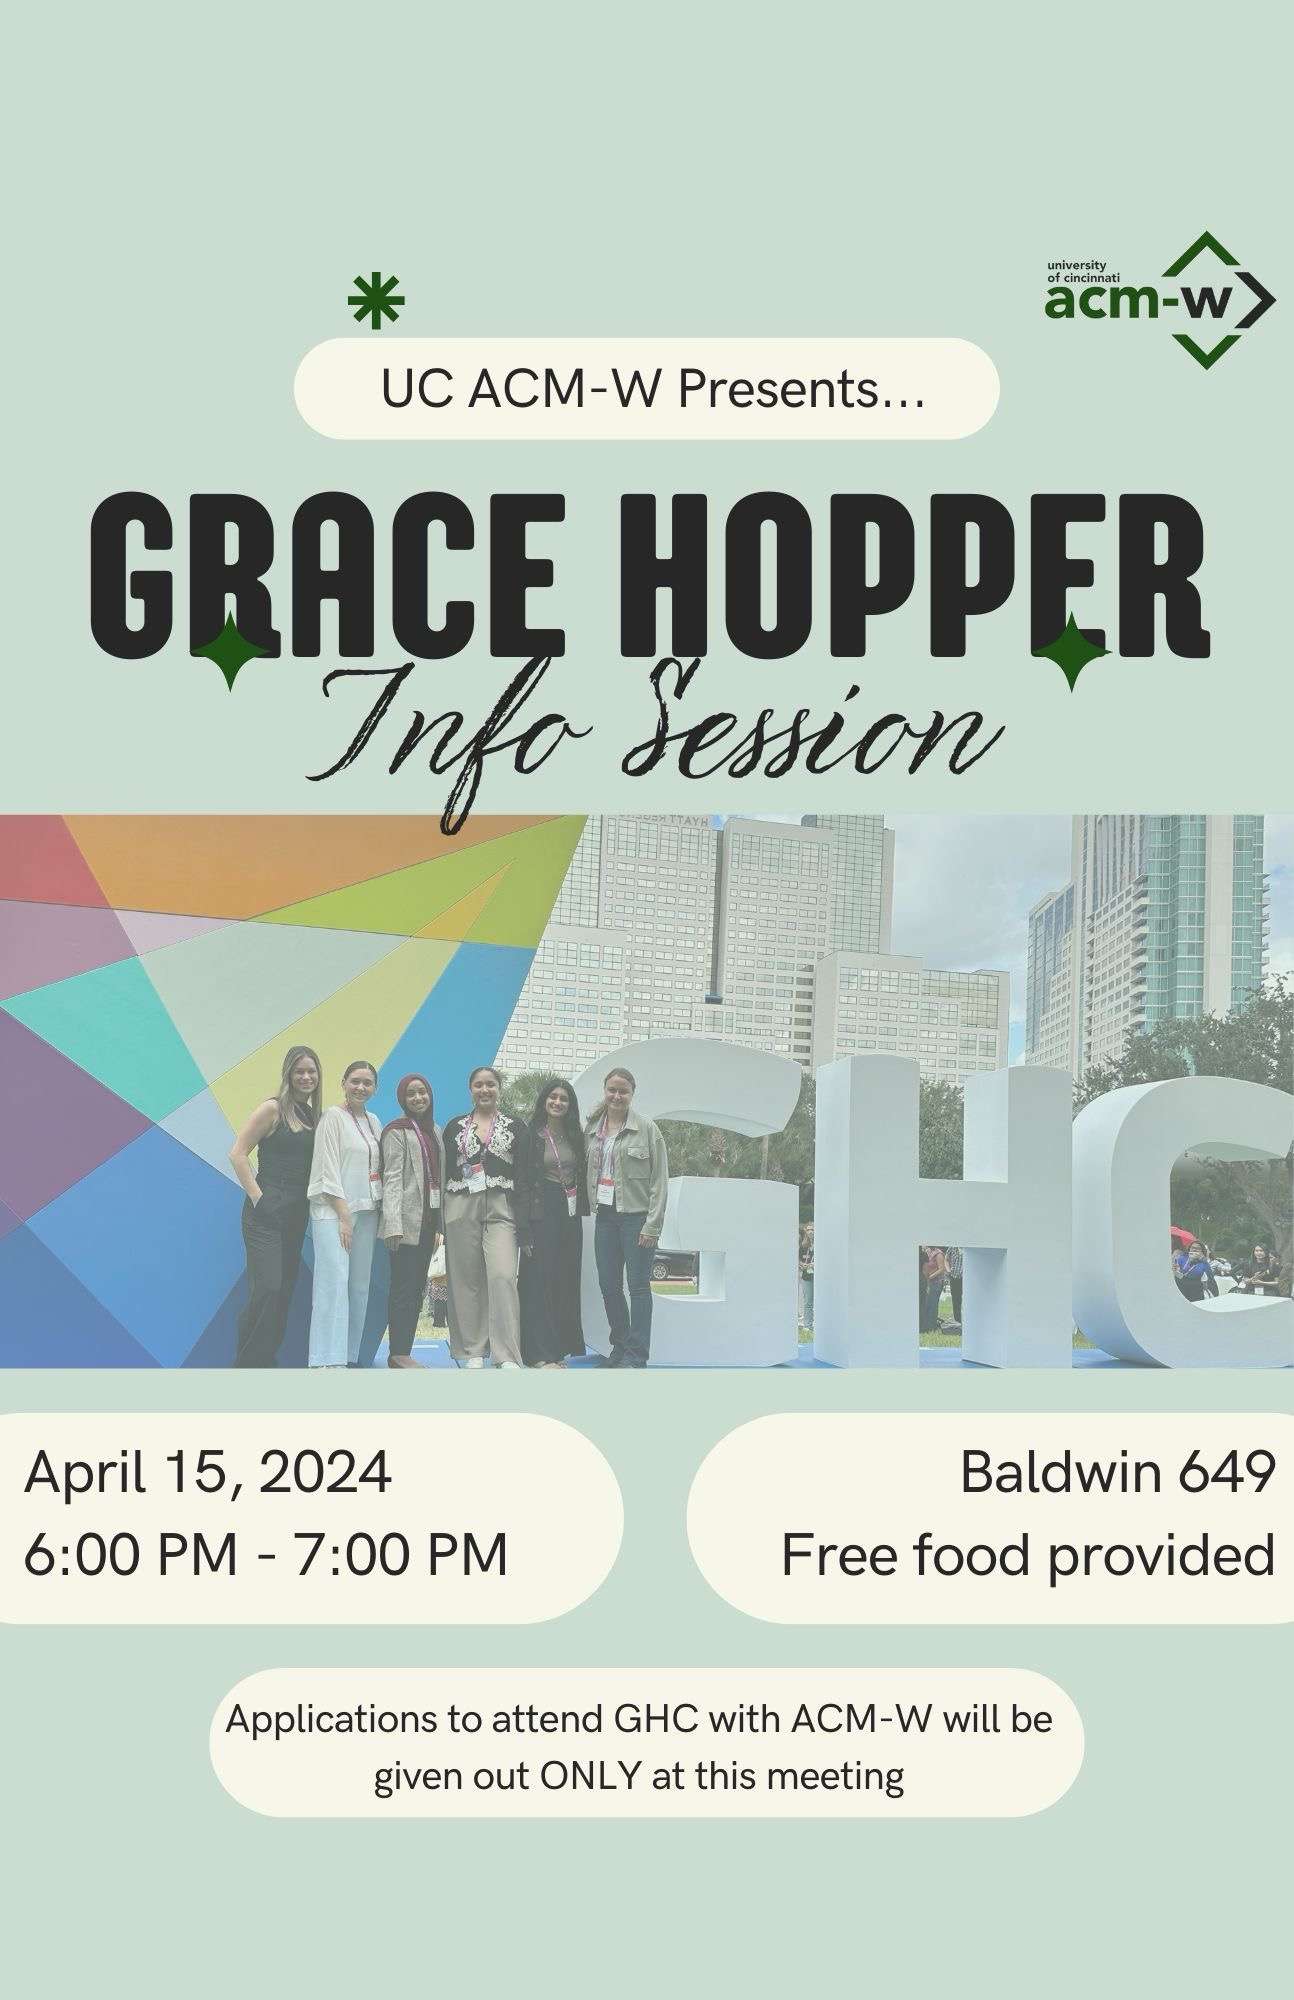 university
of cincinnati
acm-w
UC ACM-W Presents...
GRACE HOPPER
Info Session
GHC
April 15, 2024
6:00 PM - 7:00 PM
Baldwin 649
Free food provided
Applications to attend GHC with ACM-W will be
given out ONLY at this meeting